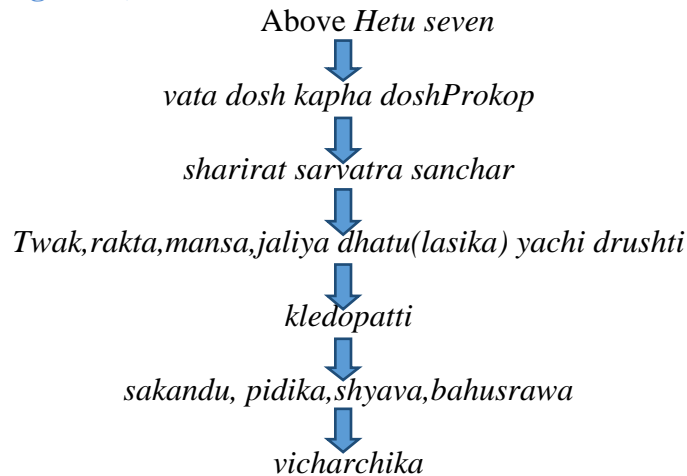 Above Hetu seven
vata dosh kapha doshProkop
sharirat sarvatra sanchar
Twak,rakta,mansa,jaliya dhatu(lasika) yachi drushti
kledopatti
sakandu, pidika,shyava,bahusrawa
vicharchika